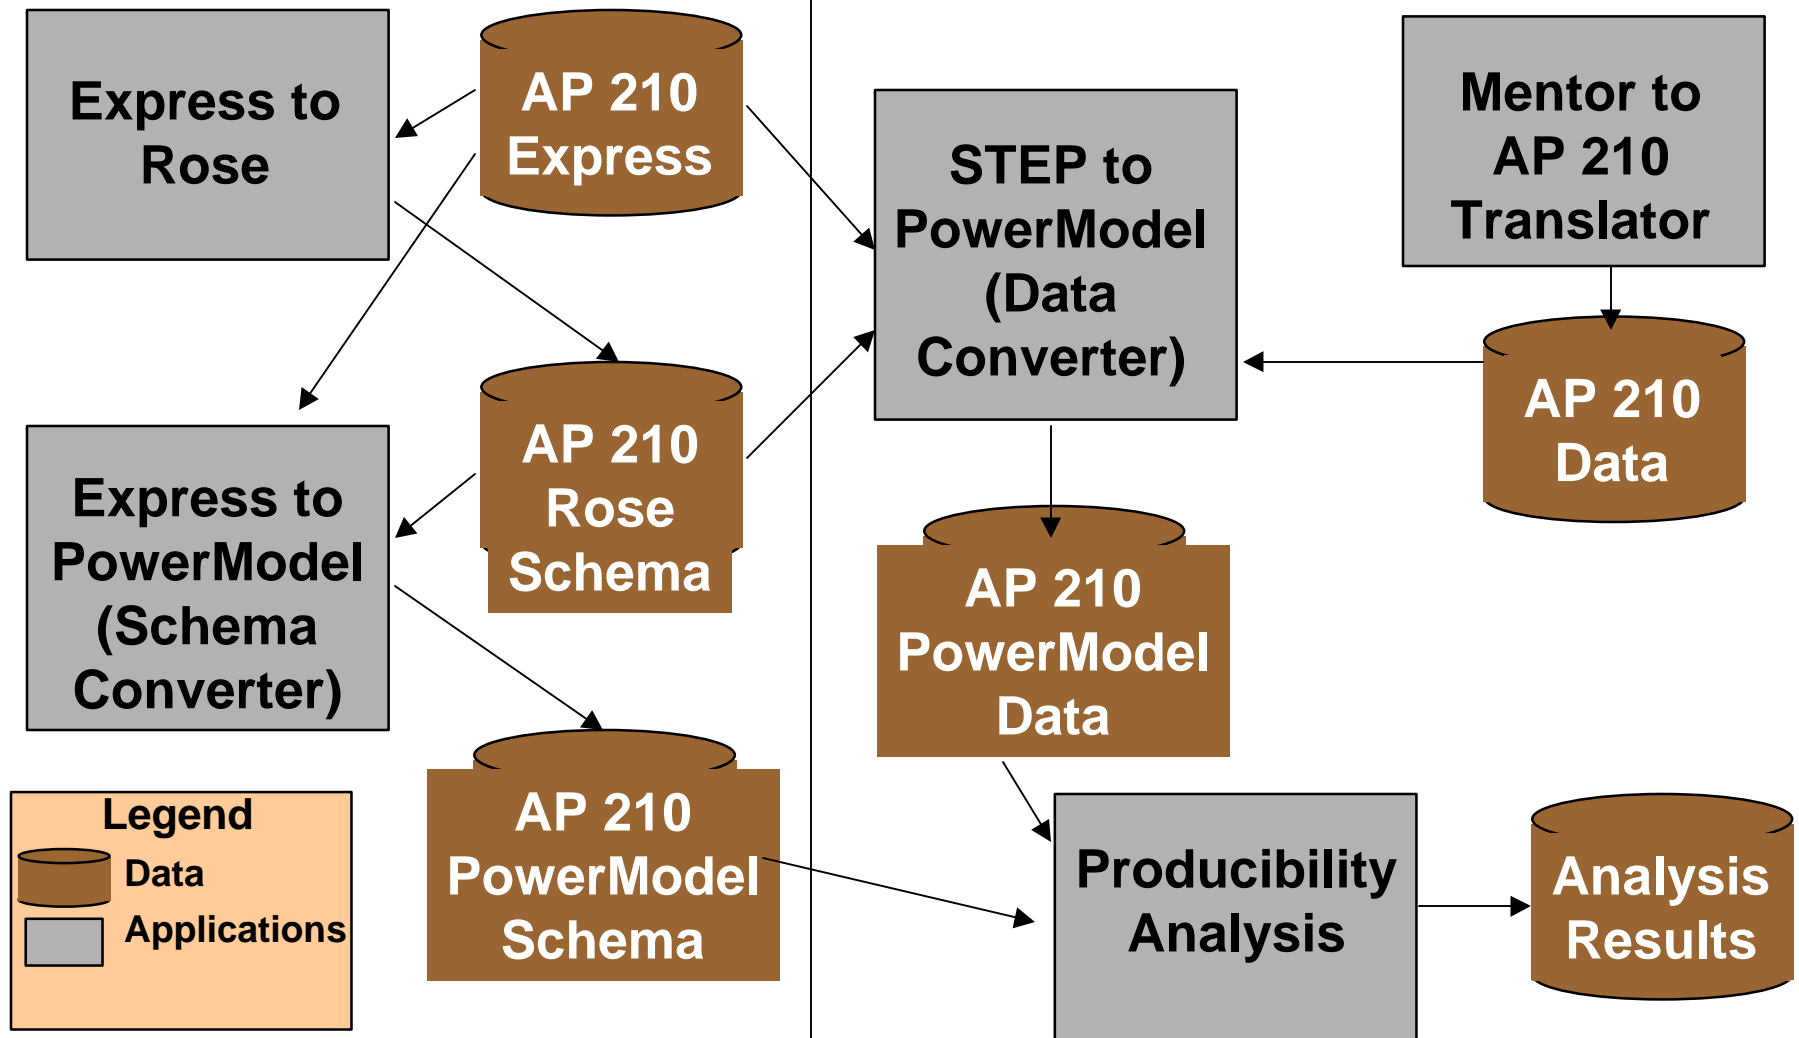 Express to
Rose
AP 210
Express
STEP to
PowerModel
(Data
Converter)
Mentor to
AP 210
Translator
AP 210
Data
Express to
PowerModel
(Schema
Converter)
AP 210
Rose
Schema
AP 210
PowerModel
Data
AP 210
PowerModel
Schema
Producibility
Analysis
Analysis
Results
Legend
Data
Applications